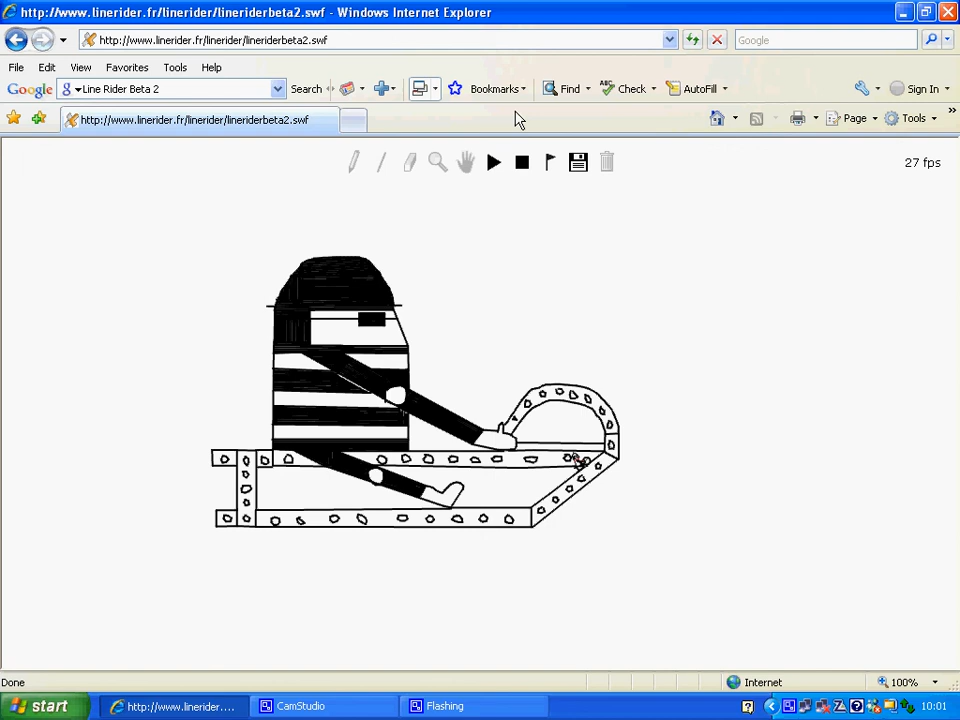 http://www.linerider.fr/linerider/lineriderbeta2.swf - Windows Internet Explorer
http://www.linerider.fr/linerider/lineriderbeta2.swf
Google
File Edit View Favorites Tools Help
Google Line Rider Beta 2 Search Bookmarks Find Check AutoFill Sign In
http://www.linerider.fr/linerider/lineriderbeta2.swf Page Tools
27 fps
Done Internet 100%
start http://www.linerider.... CamStudio Flashing 10:01